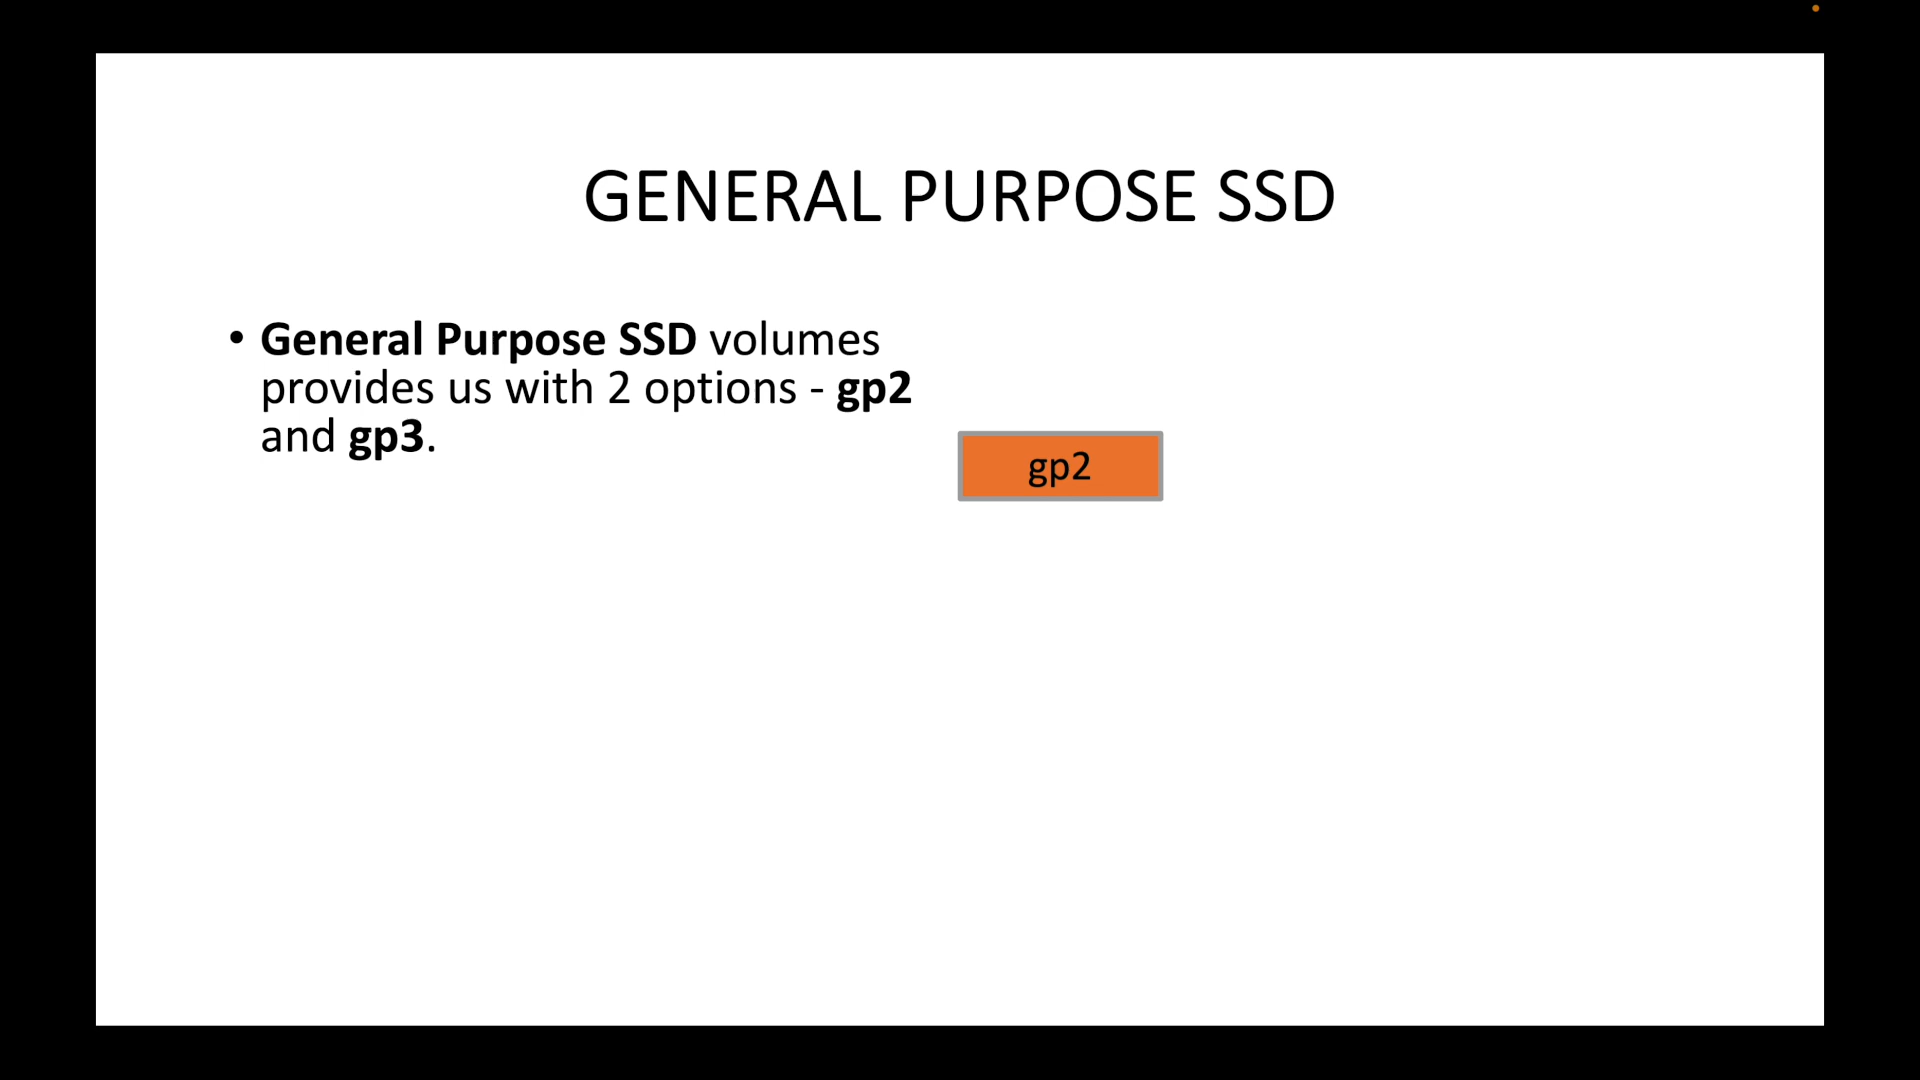 GENERAL PURPOSE SSD
• General Purpose SSD volumes
provides us with 2 options - gp2
and gp3.
gp2